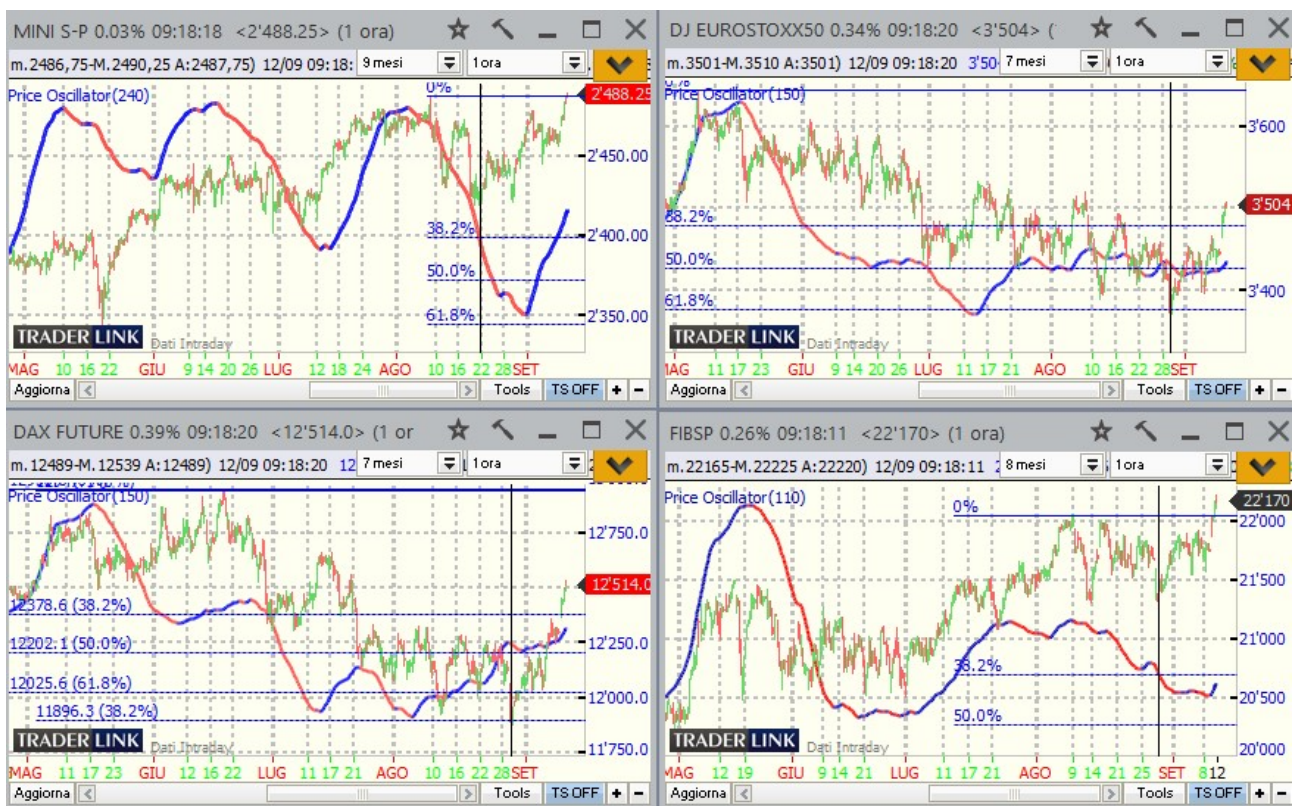 MINI S-P 0.03% 09:18:18 <2'488.25> (1 ora)
m.2486,75-M.2490,25 A:2487,75) 12/09 09:18: 9 mesi 1ora
Price Oscillator(240)
0%
2'488.25
2'450.00
38.2%
2'400.00
50.0%
61.8%
2'350.00
TRADER LINK
Dati Intraday
MAG 10 16 22 GIU 9 14 20 26 LUG 12 18 24 AGO 10 16 22 28 SET
Aggiorna < > Tools TS OFF + -
DJ EUROSTOXX50 0.34% 09:18:20 <3'504> (
m.3501-M.3510 A:3501) 12/09 09:18:20 3'50 7 mesi 1ora
Price Oscillator(150)
3'600
3'504
38.2%
50.0%
61.8%
3'400
TRADER LINK
Dati Intraday
MAG 11 17 23 GIU 8 14 20 26 LUG 11 17 21 AGO 10 16 22 28 SET
Aggiorna < > Tools TS OFF + -
DAX FUTURE 0.39% 09:18:20 <12'514.0> (1 or
m.12489-M.12539 A:12489) 12/09 09:18:20 12 7 mesi 1ora
Price Oscillator(150)
12'750.0
12'514.0
12378.6 (38.2%)
12'250.0
12202.1 (50.0%)
12025.6 (61.8%)
12'000.0
11896.3 (38.2%)
11'750.0
TRADER LINK
Dati Intraday
MAG 11 17 23 GIU 12 16 22 LUG 11 17 21 AGO 10 16 22 28 SET
Aggiorna < > Tools TS OFF + -
FIBSP 0.26% 09:18:11 <22'170> (1 ora)
m.22165-M.22225 A:22220) 12/09 09:18:11 8 mesi 1ora
Price Oscillator(110)
0%
22'170
22'000
21'500
21'000
38.2%
20'500
50.0%
20'000
TRADER LINK
Dati Intraday
MAG 12 19 GIU 9 14 21 LUG 11 21 AGO 9 14 21 25 SET 8 12
Aggiorna < > Tools TS OFF + -